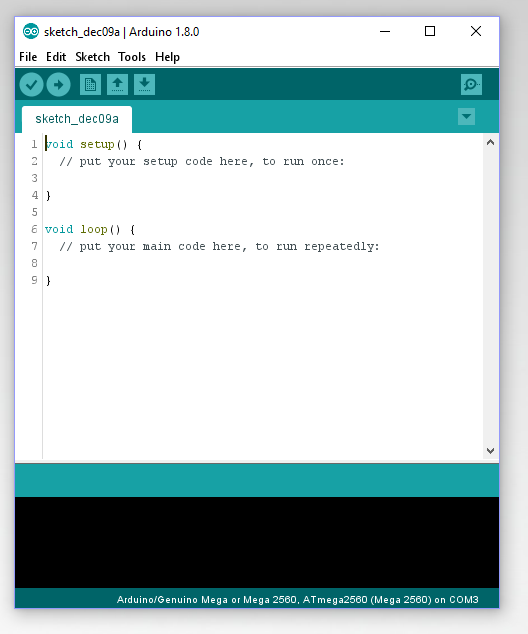 sketch_dec09a | Arduino 1.8.0
File Edit Sketch Tools Help
sketch_dec09a
1 void setup() {
2   // put your setup code here, to run once:
3
4 }
5
6 void loop() {
7   // put your main code here, to run repeatedly:
8
9 }
Arduino/Genuino Mega or Mega 2560, ATmega2560 (Mega 2560) on COM3